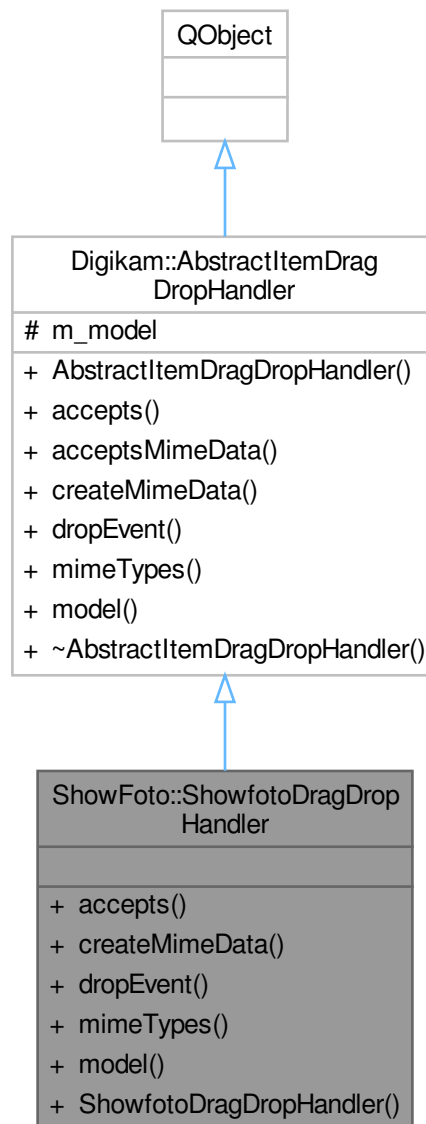 QObject
Digikam::AbstractItemDrag
DropHandler
# m_model
+ AbstractItemDragDropHandler()
+ accepts()
+ acceptsMimeData()
+ createMimeData()
+ dropEvent()
+ mimeTypes()
+ model()
+ ~AbstractItemDragDropHandler()
ShowFoto::ShowfotoDragDrop
Handler
+ accepts()
+ createMimeData()
+ dropEvent()
+ mimeTypes()
+ model()
+ ShowfotoDragDropHandler()